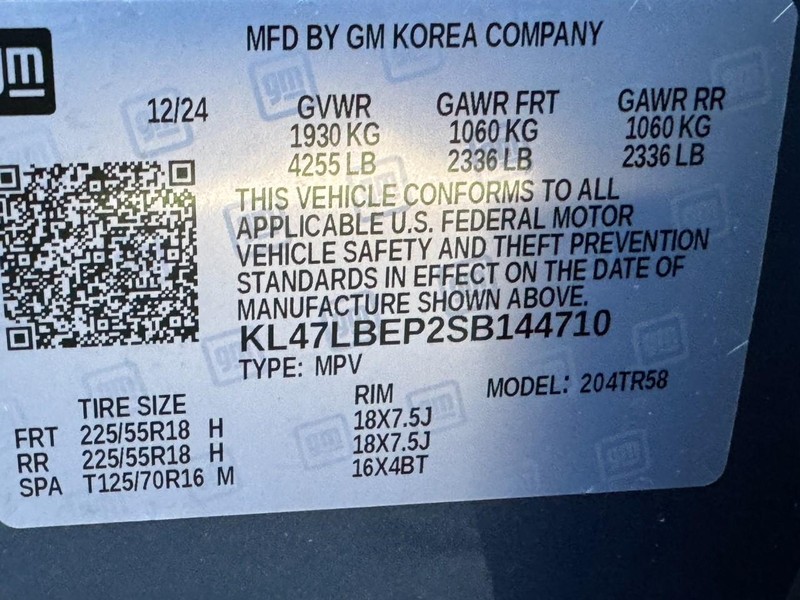 gm
MFD BY GM KOREA COMPANY
12/24 GVWR GAWR FRT GAWR RR
1930 KG 1060 KG 1060 KG
4255 LB 2336 LB 2336 LB
THIS VEHICLE CONFORMS TO ALL
APPLICABLE U.S. FEDERAL MOTOR
VEHICLE SAFETY AND THEFT PREVENTION
STANDARDS IN EFFECT ON THE DATE OF
MANUFACTURE SHOWN ABOVE.
KL47LBEP2SB144710
TYPE: MPV MODEL: 204TR58
TIRE SIZE RIM
FRT 225/55R18 H 18X7.5J
RR 225/55R18 H 18X7.5J
SPA T125/70R16 M 16X4BT